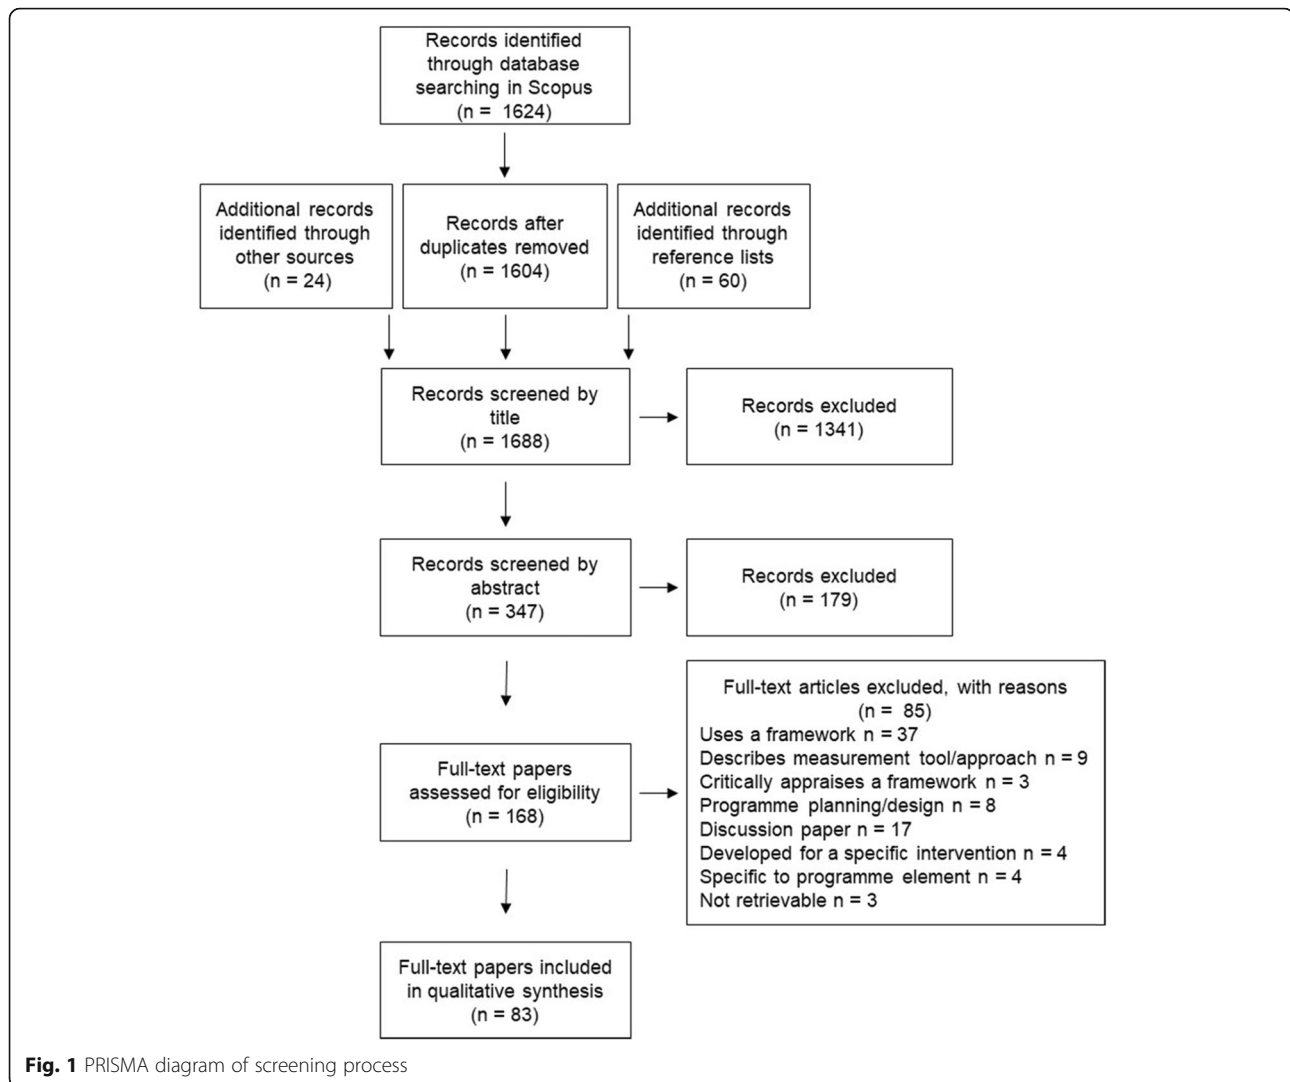 Records identified
through database
searching in Scopus
(n = 1624)
Additional records
identified through
other sources
(n = 24)
Records after
duplicates removed
(n = 1604)
Additional records
identified through
reference lists
(n = 60)
Records screened by
title
(n = 1688)
Records excluded
(n = 1341)
Records screened by
abstract
(n = 347)
Records excluded
(n = 179)
Full-text papers
assessed for eligibility
(n = 168)
Full-text articles excluded, with reasons
(n = 85)
Uses a framework n = 37
Describes measurement tool/approach n = 9
Critically appraises a framework n = 3
Programme planning/design n = 8
Discussion paper n = 17
Developed for a specific intervention n = 4
Specific to programme element n = 4
Not retrievable n = 3
Full-text papers included
in qualitative synthesis
(n = 83)
Fig. 1 PRISMA diagram of screening process